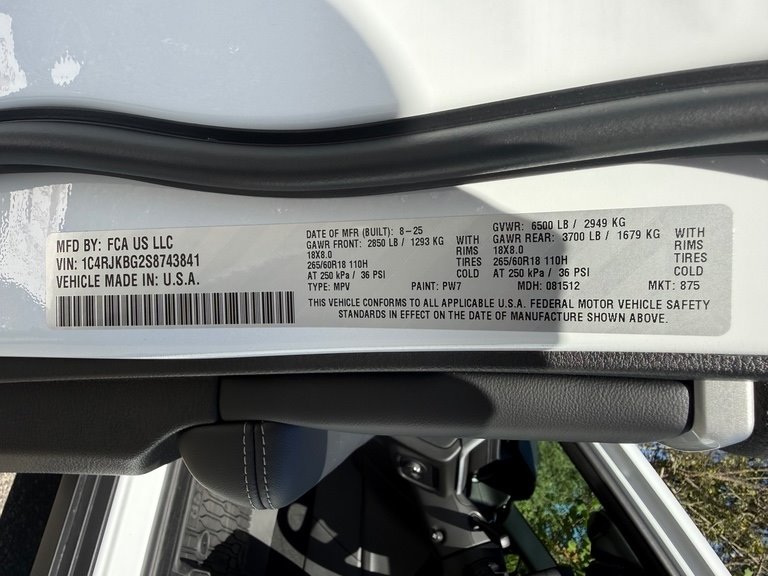 MFD BY: FCA US LLC
VIN: 1C4RJKBG2S8743841
VEHICLE MADE IN: U.S.A.
DATE OF MFR (BUILT): 8-25
GAWR FRONT: 2850 LB / 1293 KG WITH
18X8.0 RIMS
265/60R18 110H TIRES
AT 250 kPa / 36 PSI COLD
GVWR: 6500 LB / 2949 KG
GAWR REAR: 3700 LB / 1679 KG WITH
18X8.0 RIMS
265/60R18 110H TIRES
AT 250 kPa / 36 PSI COLD
TYPE: MPV PAINT: PW7 MDH: 081512 MKT: 875
THIS VEHICLE CONFORMS TO ALL APPLICABLE U.S.A. FEDERAL MOTOR VEHICLE SAFETY
STANDARDS IN EFFECT ON THE DATE OF MANUFACTURE SHOWN ABOVE.